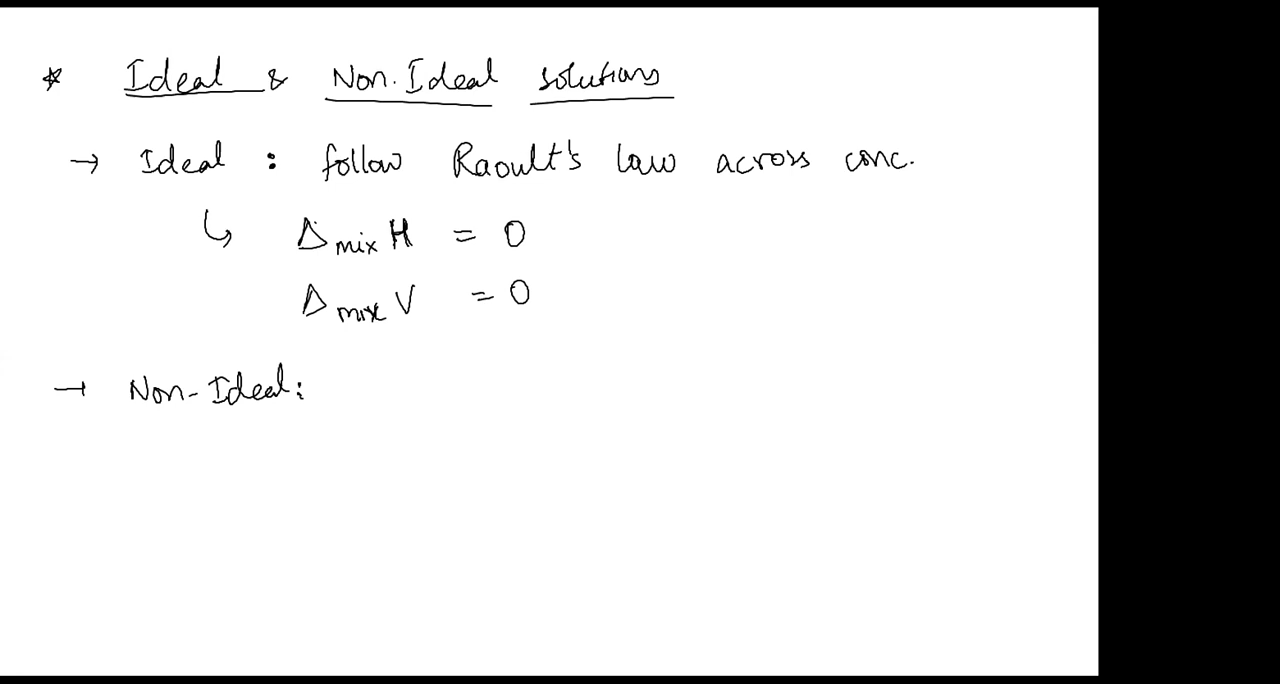 * Ideal & Non-Ideal solutions
→ Ideal : follow Raoult's law across conc.
↳ Δmix H = 0
Δmix V = 0
→ Non-Ideal: